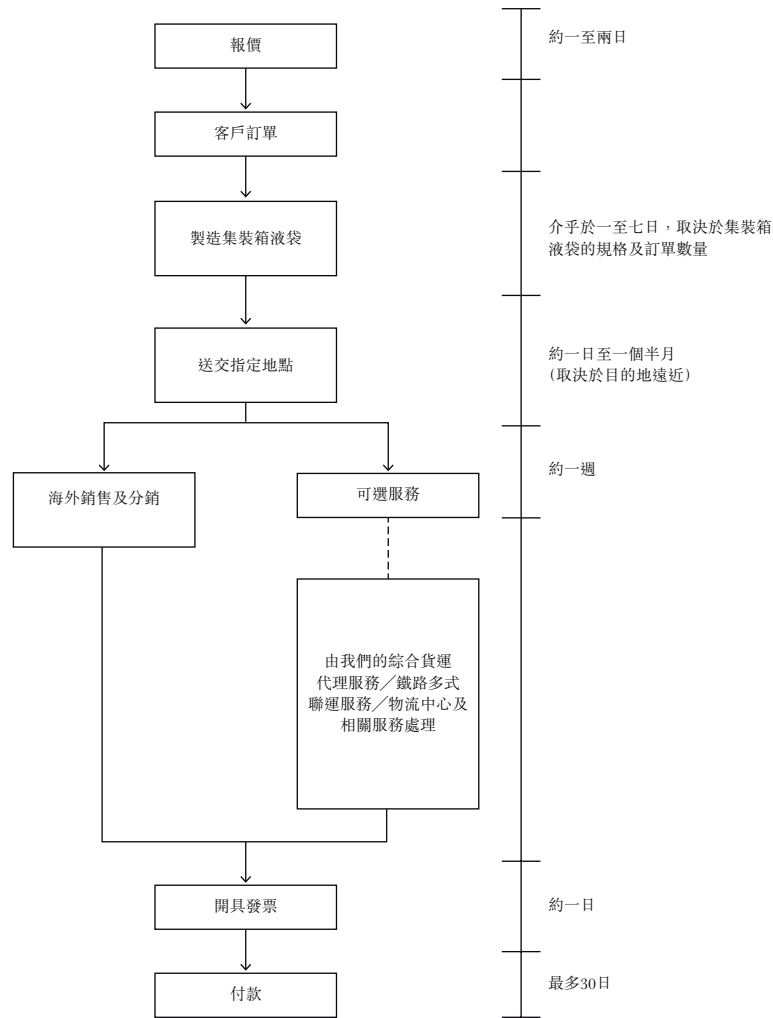 報價
約一至兩日
客戶訂單
製造集裝箱液袋
介乎於一至七日，取決於集裝箱
液袋的規格及訂單數量
送交指定地點
約一日至一個半月
(取決於目的地遠近)
約一週
海外銷售及分銷
可選服務
由我們的綜合貨運
代理服務╱鐵路多式
聯運服務╱物流中心及
相關服務處理
開具發票
約一日
付款
最多30日